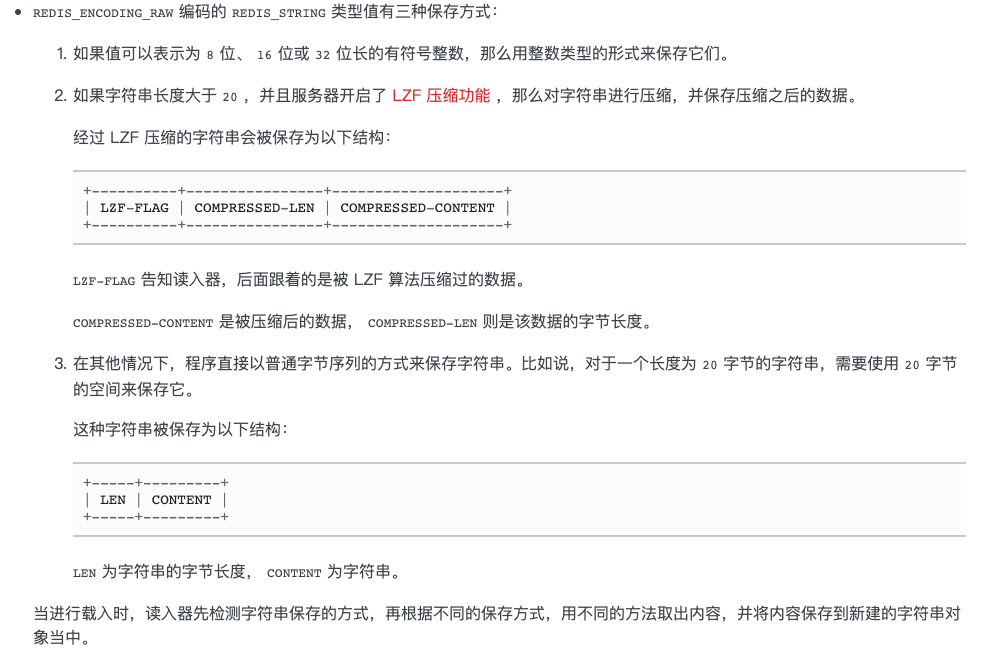 • REDIS_ENCODING_RAW 编码的 REDIS_STRING 类型值有三种保存方式：
1. 如果值可以表示为 8 位、 16 位或 32 位长的有符号整数，那么用整数类型的形式来保存它们。
2. 如果字符串长度大于 20 ，并且服务器开启了 LZF 压缩功能 ，那么对字符串进行压缩，并保存压缩之后的数据。
经过 LZF 压缩的字符串会被保存为以下结构：
+----------+----------------+--------------------+
| LZF-FLAG | COMPRESSED-LEN | COMPRESSED-CONTENT |
+----------+----------------+--------------------+
LZF-FLAG 告知读入器，后面跟着的是被 LZF 算法压缩过的数据。
COMPRESSED-CONTENT 是被压缩后的数据， COMPRESSED-LEN 则是该数据的字节长度。
3. 在其他情况下，程序直接以普通字节序列的方式来保存字符串。比如说，对于一个长度为 20 字节的字符串，需要使用 20 字节
的空间来保存它。
这种字符串被保存为以下结构：
+-----+---------+
| LEN | CONTENT |
+-----+---------+
LEN 为字符串的字节长度， CONTENT 为字符串。
当进行载入时，读入器先检测字符串保存的方式，再根据不同的保存方式，用不同的方法取出内容，并将内容保存到新建的字符串对
象当中。